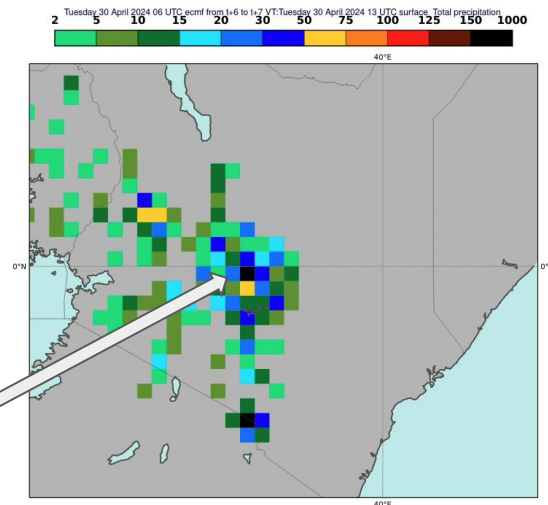 Tuesday 30 April 2024 06 UTC ecmf from t+6 to t+7 VT:Tuesday 30 April 2024 13 UTC surface Total precipitation
2 5 10 15 20 30 50 75 100 125 150 1000
40°E
0°N 0°
40°E